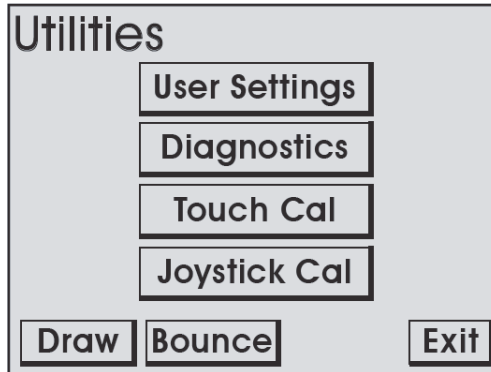 Utilities
User Settings
Diagnostics
Touch Cal
Joystick Cal
Draw Bounce Exit